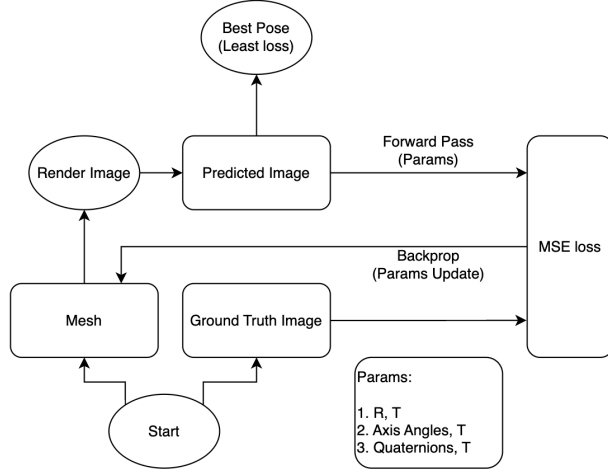 Best Pose
(Least loss)
Render Image
Predicted Image
Forward Pass
(Params)
MSE loss
Backprop
(Params Update)
Mesh
Ground Truth Image
Start
Params:
1. R, T
2. Axis Angles, T
3. Quaternions, T